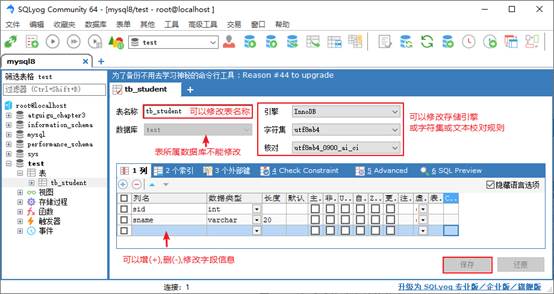 SQLyog Community 64 - [mysql8/test - root@localhost ]
文件 编辑 收藏夹 数据库 表单 其他 工具 高级工具 交易 窗口 帮助
test
mysql8
筛选表格 test
过滤器 (Ctrl+Shift+B)
root@localhost
atguigu_chapter3
information_schema
mysql
performance_schema
sys
test
表
tb_student
视图
存储过程
函数
触发器
事件
为了备份不用去学习神秘的命令行工具：Reason #44 to upgrade
tb_student
表名称 tb_student 可以修改表名称
数据库 test
表所属数据库不能修改
引擎 InnoDB
字符集 utf8mb4
核对 utf8mb4_0900_ai_ci
可以修改存储引擎
或字符集或文本校对规则
1 列 2 个索引 3 个外部键 4 Check Constraint 5 Advanced 6 SQL Preview
隐藏语言选项
列名 数据类型 长度 默认 主.. 非.. U.. 自.. Z.. 更.. 注.. 虚.. 表.. C..
sid int
sname varchar 20
可以增(+),删(-),修改字段信息
保存 还原
连接: 1
升级为 SQLyog 专业版/企业版/旗舰版